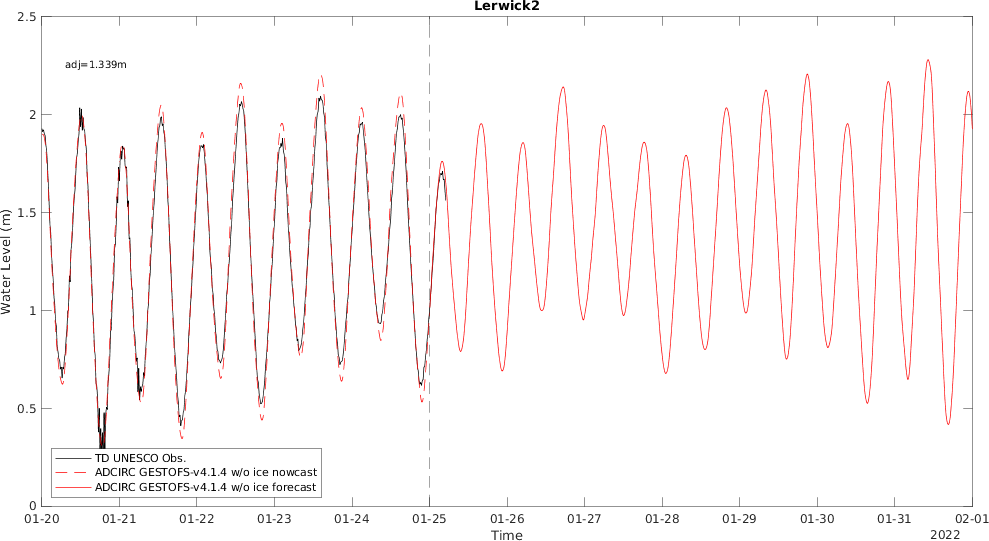 Lerwick2
2.5
2
1.5
1
0.5
0
Water Level (m)
adj=1.339m
TD UNESCO Obs.
ADCIRC GESTOFS-v4.1.4 w/o ice nowcast
ADCIRC GESTOFS-v4.1.4 w/o ice forecast
01-20 01-21 01-22 01-23 01-24 01-25 01-26 01-27 01-28 01-29 01-30 01-31 02-01
Time
2022